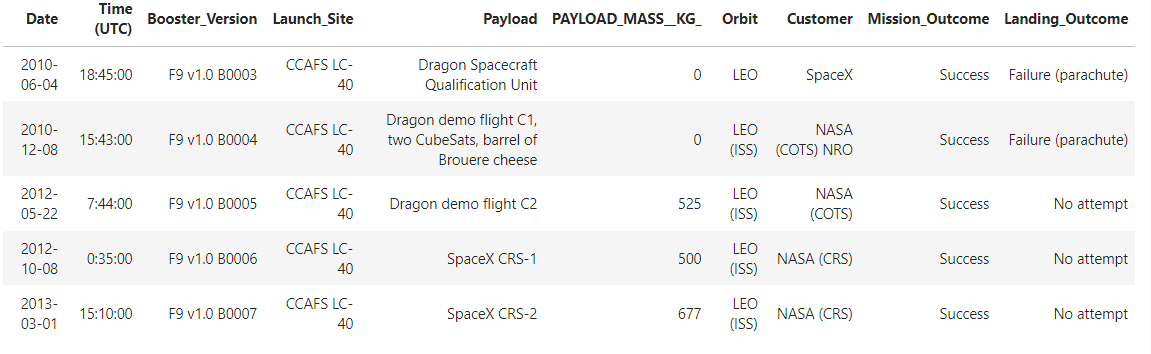 Date Time (UTC) Booster_Version Launch_Site Payload PAYLOAD_MASS__KG_ Orbit Customer Mission_Outcome Landing_Outcome
2010-06-04 18:45:00 F9 v1.0 B0003 CCAFS LC-40 Dragon Spacecraft Qualification Unit 0 LEO SpaceX Success Failure (parachute)
2010-12-08 15:43:00 F9 v1.0 B0004 CCAFS LC-40 Dragon demo flight C1, two CubeSats, barrel of Brouere cheese 0 LEO (ISS) NASA (COTS) NRO Success Failure (parachute)
2012-05-22 7:44:00 F9 v1.0 B0005 CCAFS LC-40 Dragon demo flight C2 525 LEO (ISS) NASA (COTS) Success No attempt
2012-10-08 0:35:00 F9 v1.0 B0006 CCAFS LC-40 SpaceX CRS-1 500 LEO (ISS) NASA (CRS) Success No attempt
2013-03-01 15:10:00 F9 v1.0 B0007 CCAFS LC-40 SpaceX CRS-2 677 LEO (ISS) NASA (CRS) Success No attempt